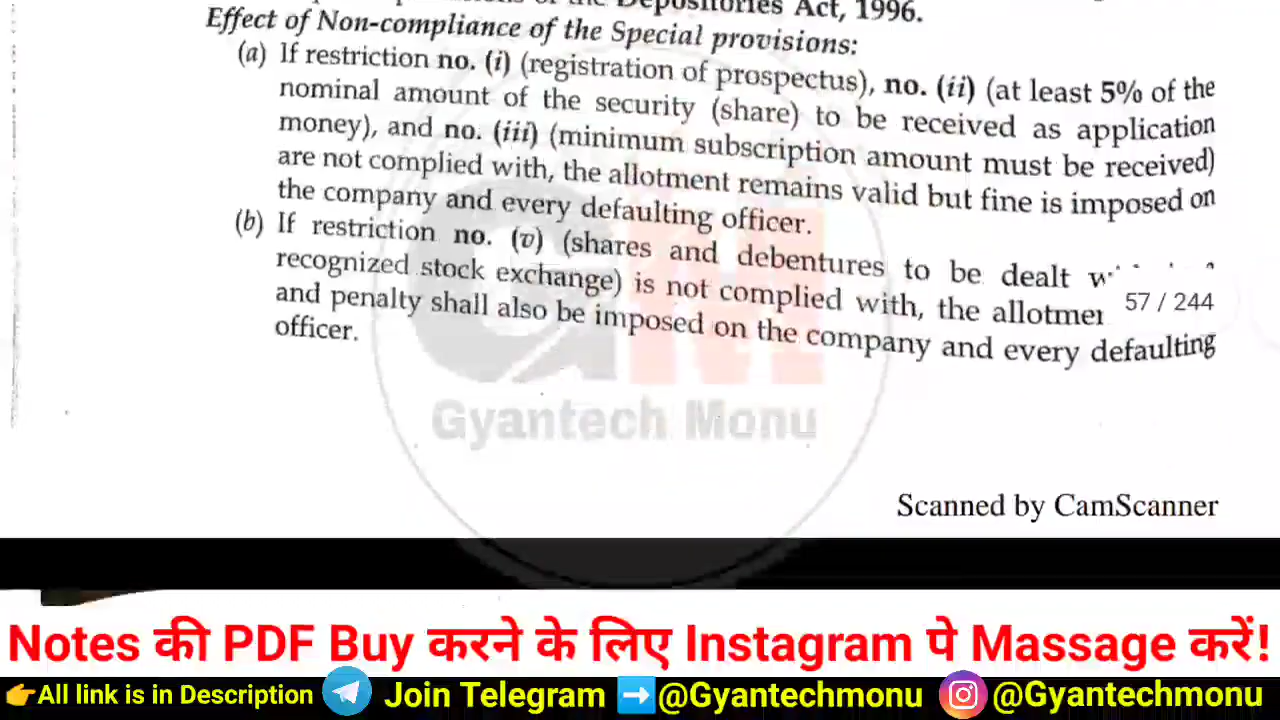 Depositories Act, 1996.
Effect of Non-compliance of the Special provisions:
(a) If restriction no. (i) (registration of prospectus), no. (ii) (at least 5% of the
nominal amount of the security (share) to be received as application
money), and no. (iii) (minimum subscription amount must be received)
are not complied with, the allotment remains valid but fine is imposed on
the company and every defaulting officer.
(b) If restriction no. (v) (shares and debentures to be dealt
recognized stock exchange) is not complied with, the
and penalty shall also be imposed on the company and every defaulting
officer.
57 / 244
GM
Gyantech Monu
Scanned by CamScanner
Notes की PDF Buy करने के लिए Instagram पे Massage करें!
👉All link is in Description Join Telegram ➡️@Gyantechmonu @Gyantechmonu